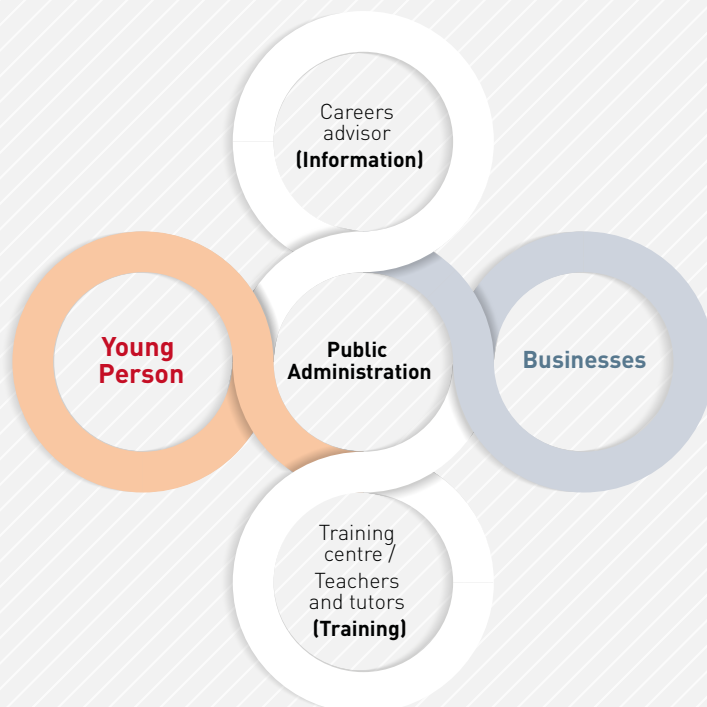 Careers
advisor
(Information)
Young
Person
Public
Administration
Businesses
Training
centre /
Teachers
and tutors
(Training)